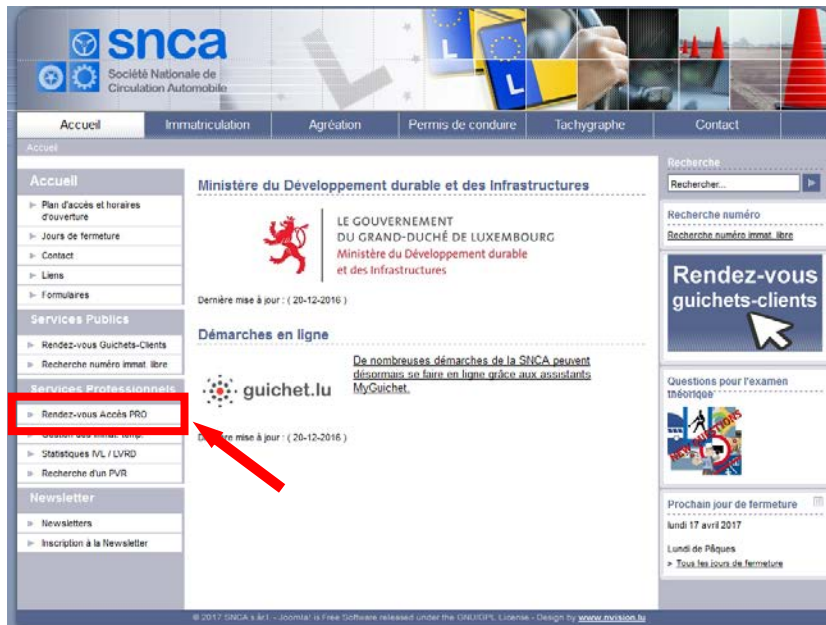 snca
Société Nationale de
Circulation Automobile
L
L
L
Accueil
Immatriculation
Agréation
Permis de conduire
Tachygraphe
Contact
Accueil
Accueil
Plan d'accès et horaires
d'ouverture
Jours de fermeture
Contact
Liens
Formulaires
Services Publics
Rendez-vous Guichets-Clients
Recherche numéro immat. libre
Services Professionnels
Rendez-vous Accès PRO
Gestion des immat. temp.
Statistiques IVL / LVRD
Recherche d'un PVR
Newsletter
Newsletters
Inscription à la Newsletter
Ministère du Développement durable et des Infrastructures
LE GOUVERNEMENT
DU GRAND-DUCHÉ DE LUXEMBOURG
Ministère du Développement durable
et des Infrastructures
Dernière mise à jour : ( 20-12-2016 )
Démarches en ligne
guichet.lu
De nombreuses démarches de la SNCA peuvent
désormais se faire en ligne grâce aux assistants
MyGuichet.
Dernière mise à jour : ( 20-12-2016 )
Recherche
Rechercher...
Recherche numéro
Recherche numéro immat. libre
Rendez-vous
guichets-clients
Questions pour l'examen
théorique
NEW QUESTIONS
Prochain jour de fermeture
lundi 17 avril 2017
Lundi de Pâques
> Tous les jours de fermeture
© 2017 SNCA s.àr.l. - Joomla! is Free Software released under the GNU/GPL License - Design by www.nvision.lu